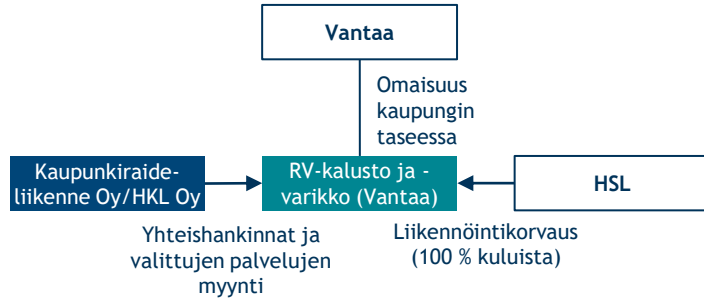 Vantaa
Omaisuus
kaupungin
taseessa
Kaupunkiraide-
liikenne Oy/HKL Oy
RV-kalusto ja -
varikko (Vantaa)
HSL
Yhteishankinnat ja
valittujen palvelujen
myynti
Liikennöintikorvaus
(100 % kuluista)